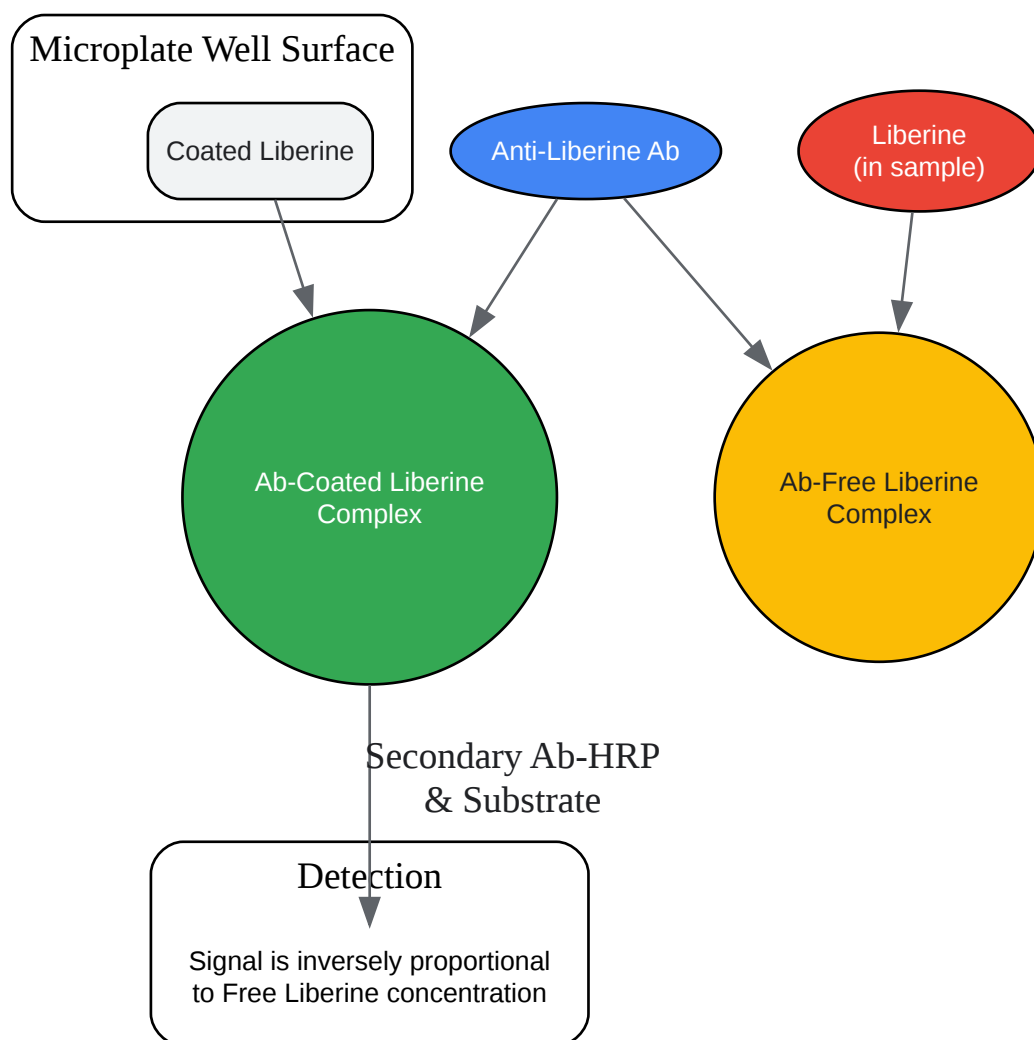 Microplate Well Surface
Coated Liberine
Anti-Liberine Ab
Liberine
(in sample)
Ab-Coated Liberine
Complex
Ab-Free Liberine
Complex
Secondary Ab-HRP
& Substrate
Detection
Signal is inversely proportional
to Free Liberine concentration